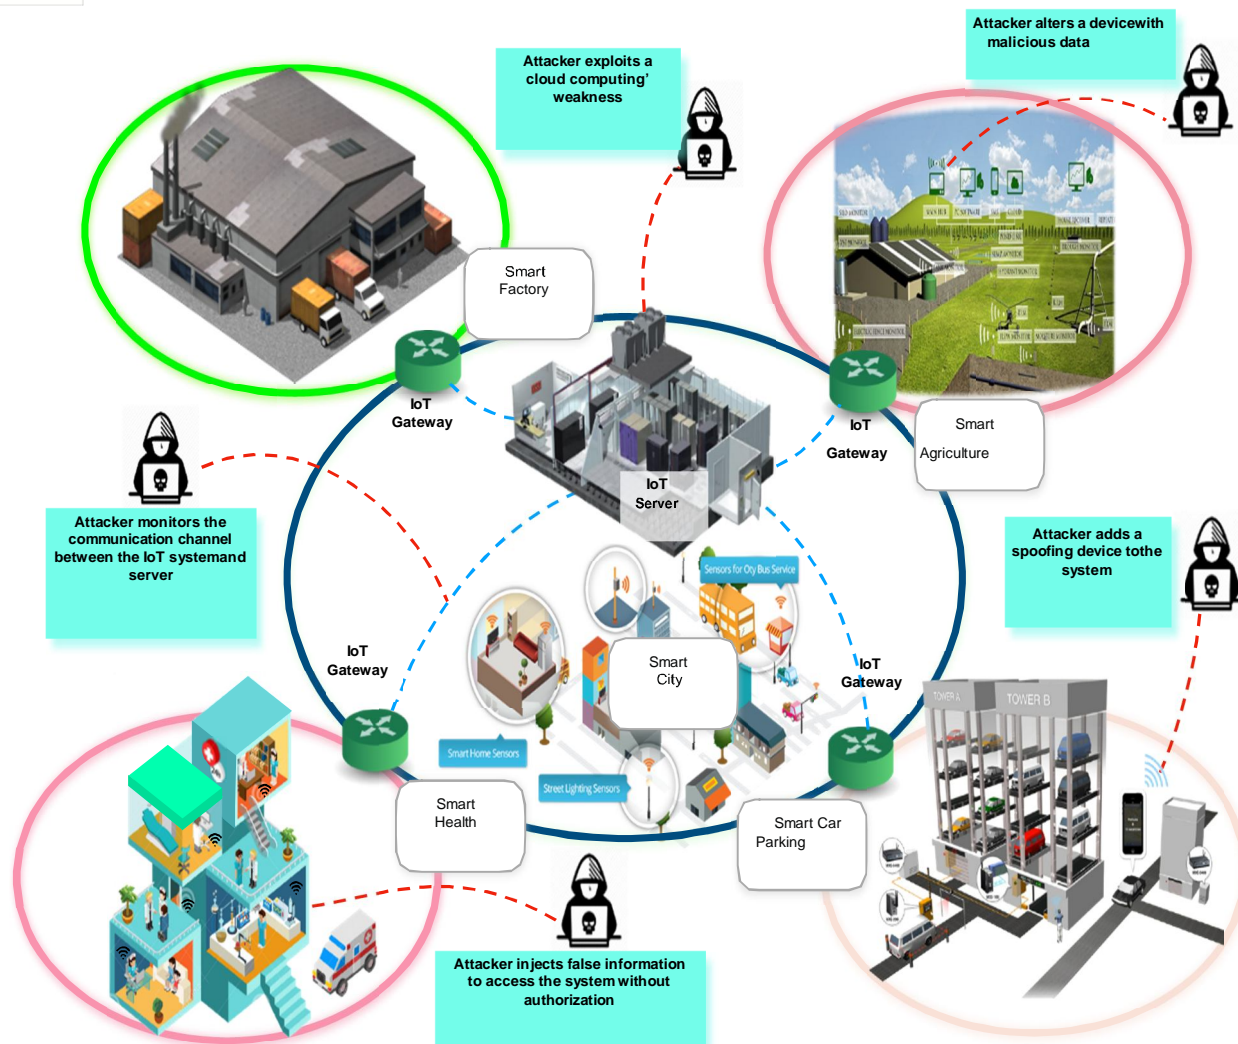 Attacker alters a devicewith
malicious data
Attacker exploits a
cloud computing’
weakness
Smart
Factory
IoT
Gateway
IoT
Gateway
Smart
Agriculture
IoT
Server
Attacker monitors the
communication channel
between the IoT systemand
server
Attacker adds a
spoofing device tothe
system
Sensors for Oty Bus Service
IoT
Gateway
Smart
City
IoT
Gateway
TOWER A
TOWER B
Smart Home Sensors
Street Lighting Sensors
Smart
Health
Smart Car
Parking
Attacker injects false information
to access the system without
authorization